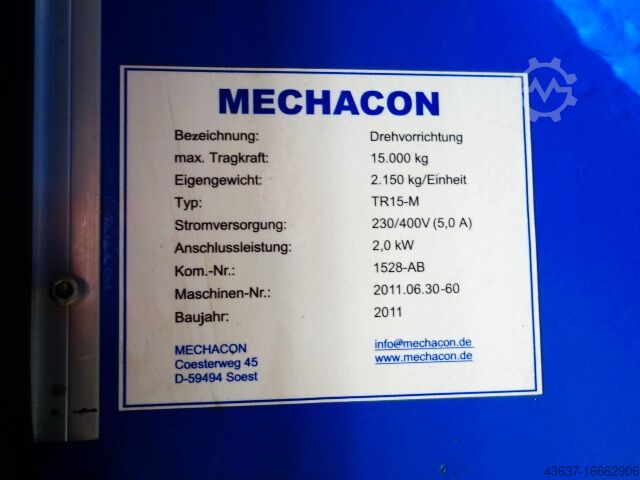 MECHACON
Bezeichnung: Drehvorrichtung
max. Tragkraft: 15.000 kg
Eigengewicht: 2.150 kg/Einheit
Typ: TR15-M
Stromversorgung: 230/400V (5,0 A)
Anschlussleistung: 2,0 kW
Kom.-Nr.: 1528-AB
Maschinen-Nr.: 2011.06.30-60
Baujahr: 2011
MECHACON info@mechacon.de
Coesterweg 45 www.mechacon.de
D-59494 Soest
43637-16662906